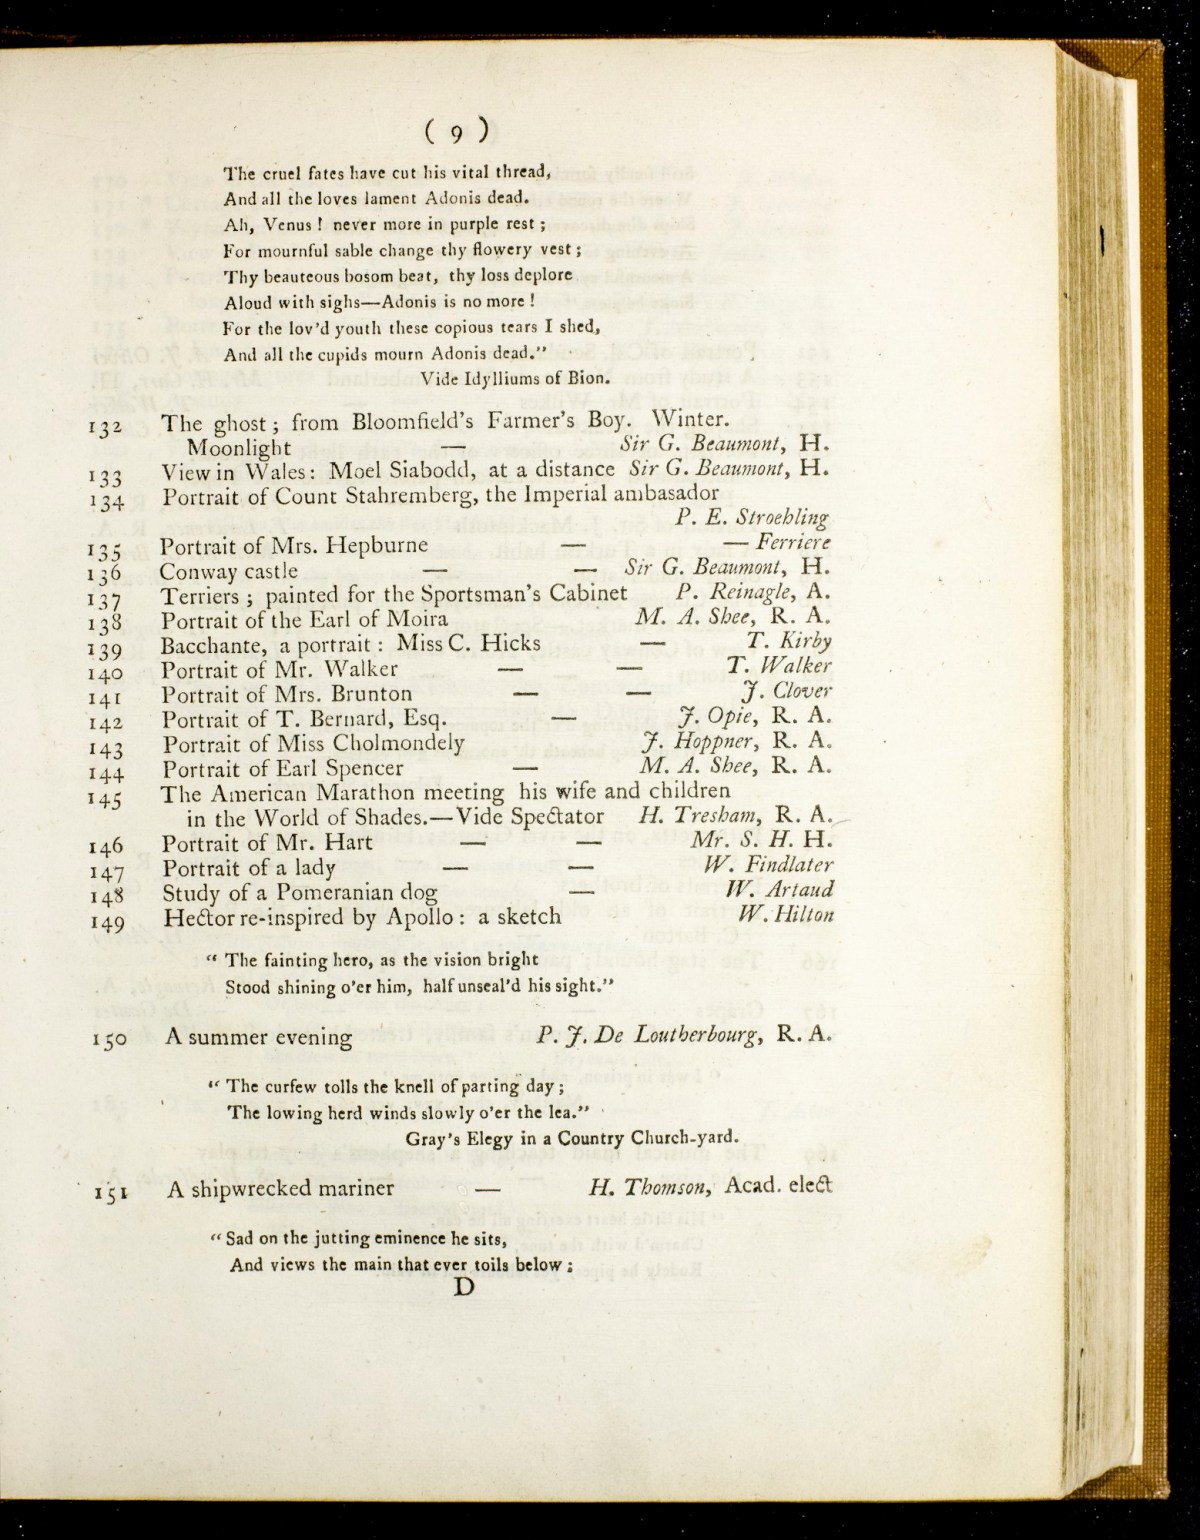 ( 9 )
The cruel fates have cut his vital thread,
And all the loves lament Adonis dead.
Ah, Venus ! never more in purple rest ;
For mournful sable change thy flowery vest ;
Thy beauteous bosom beat, thy loss deplore
Aloud with sighs—Adonis is no more !
For the lov'd youth these copious tears I shed,
And all the cupids mourn Adonis dead."
Vide Idylliums of Bion.
132 The ghost ; from Bloomfield's Farmer's Boy. Winter.
Moonlight — Sir G. Beaumont, H.
133 View in Wales : Moel Siabodd, at a distance Sir G. Beaumont, H.
134 Portrait of Count Stahremberg, the Imperial ambasador
P. E. Stroehling
135 Portrait of Mrs. Hepburne — — Ferriere
136 Conway castle — — Sir G. Beaumont, H.
137 Terriers ; painted for the Sportsman's Cabinet P. Reinagle, A.
138 Portrait of the Earl of Moira M. A. Shee, R. A.
139 Bacchante, a portrait : Miss C. Hicks — T. Kirby
140 Portrait of Mr. Walker — — T. Walker
141 Portrait of Mrs. Brunton — — J. Clover
142 Portrait of T. Bernard, Esq. — J. Opie, R. A.
143 Portrait of Miss Cholmondely J. Hoppner, R. A.
144 Portrait of Earl Spencer — M. A. Shee, R. A.
145 The American Marathon meeting his wife and children
in the World of Shades.—Vide Spectator H. Tresham, R. A.
146 Portrait of Mr. Hart — — Mr. S. H. H.
147 Portrait of a lady — — W. Findlater
148 Study of a Pomeranian dog — W. Artaud
149 Hector re-inspired by Apollo : a sketch W. Hilton
" The fainting hero, as the vision bright
Stood shining o'er him, half unseal'd his sight."
150 A summer evening P. J. De Loutherbourg, R. A.
" The curfew tolls the knell of parting day ;
The lowing herd winds slowly o'er the lea."
Gray's Elegy in a Country Church-yard.
151 A shipwrecked mariner — H. Thomson, Acad. elect
" Sad on the jutting eminence he sits,
And views the main that ever toils below ;
D